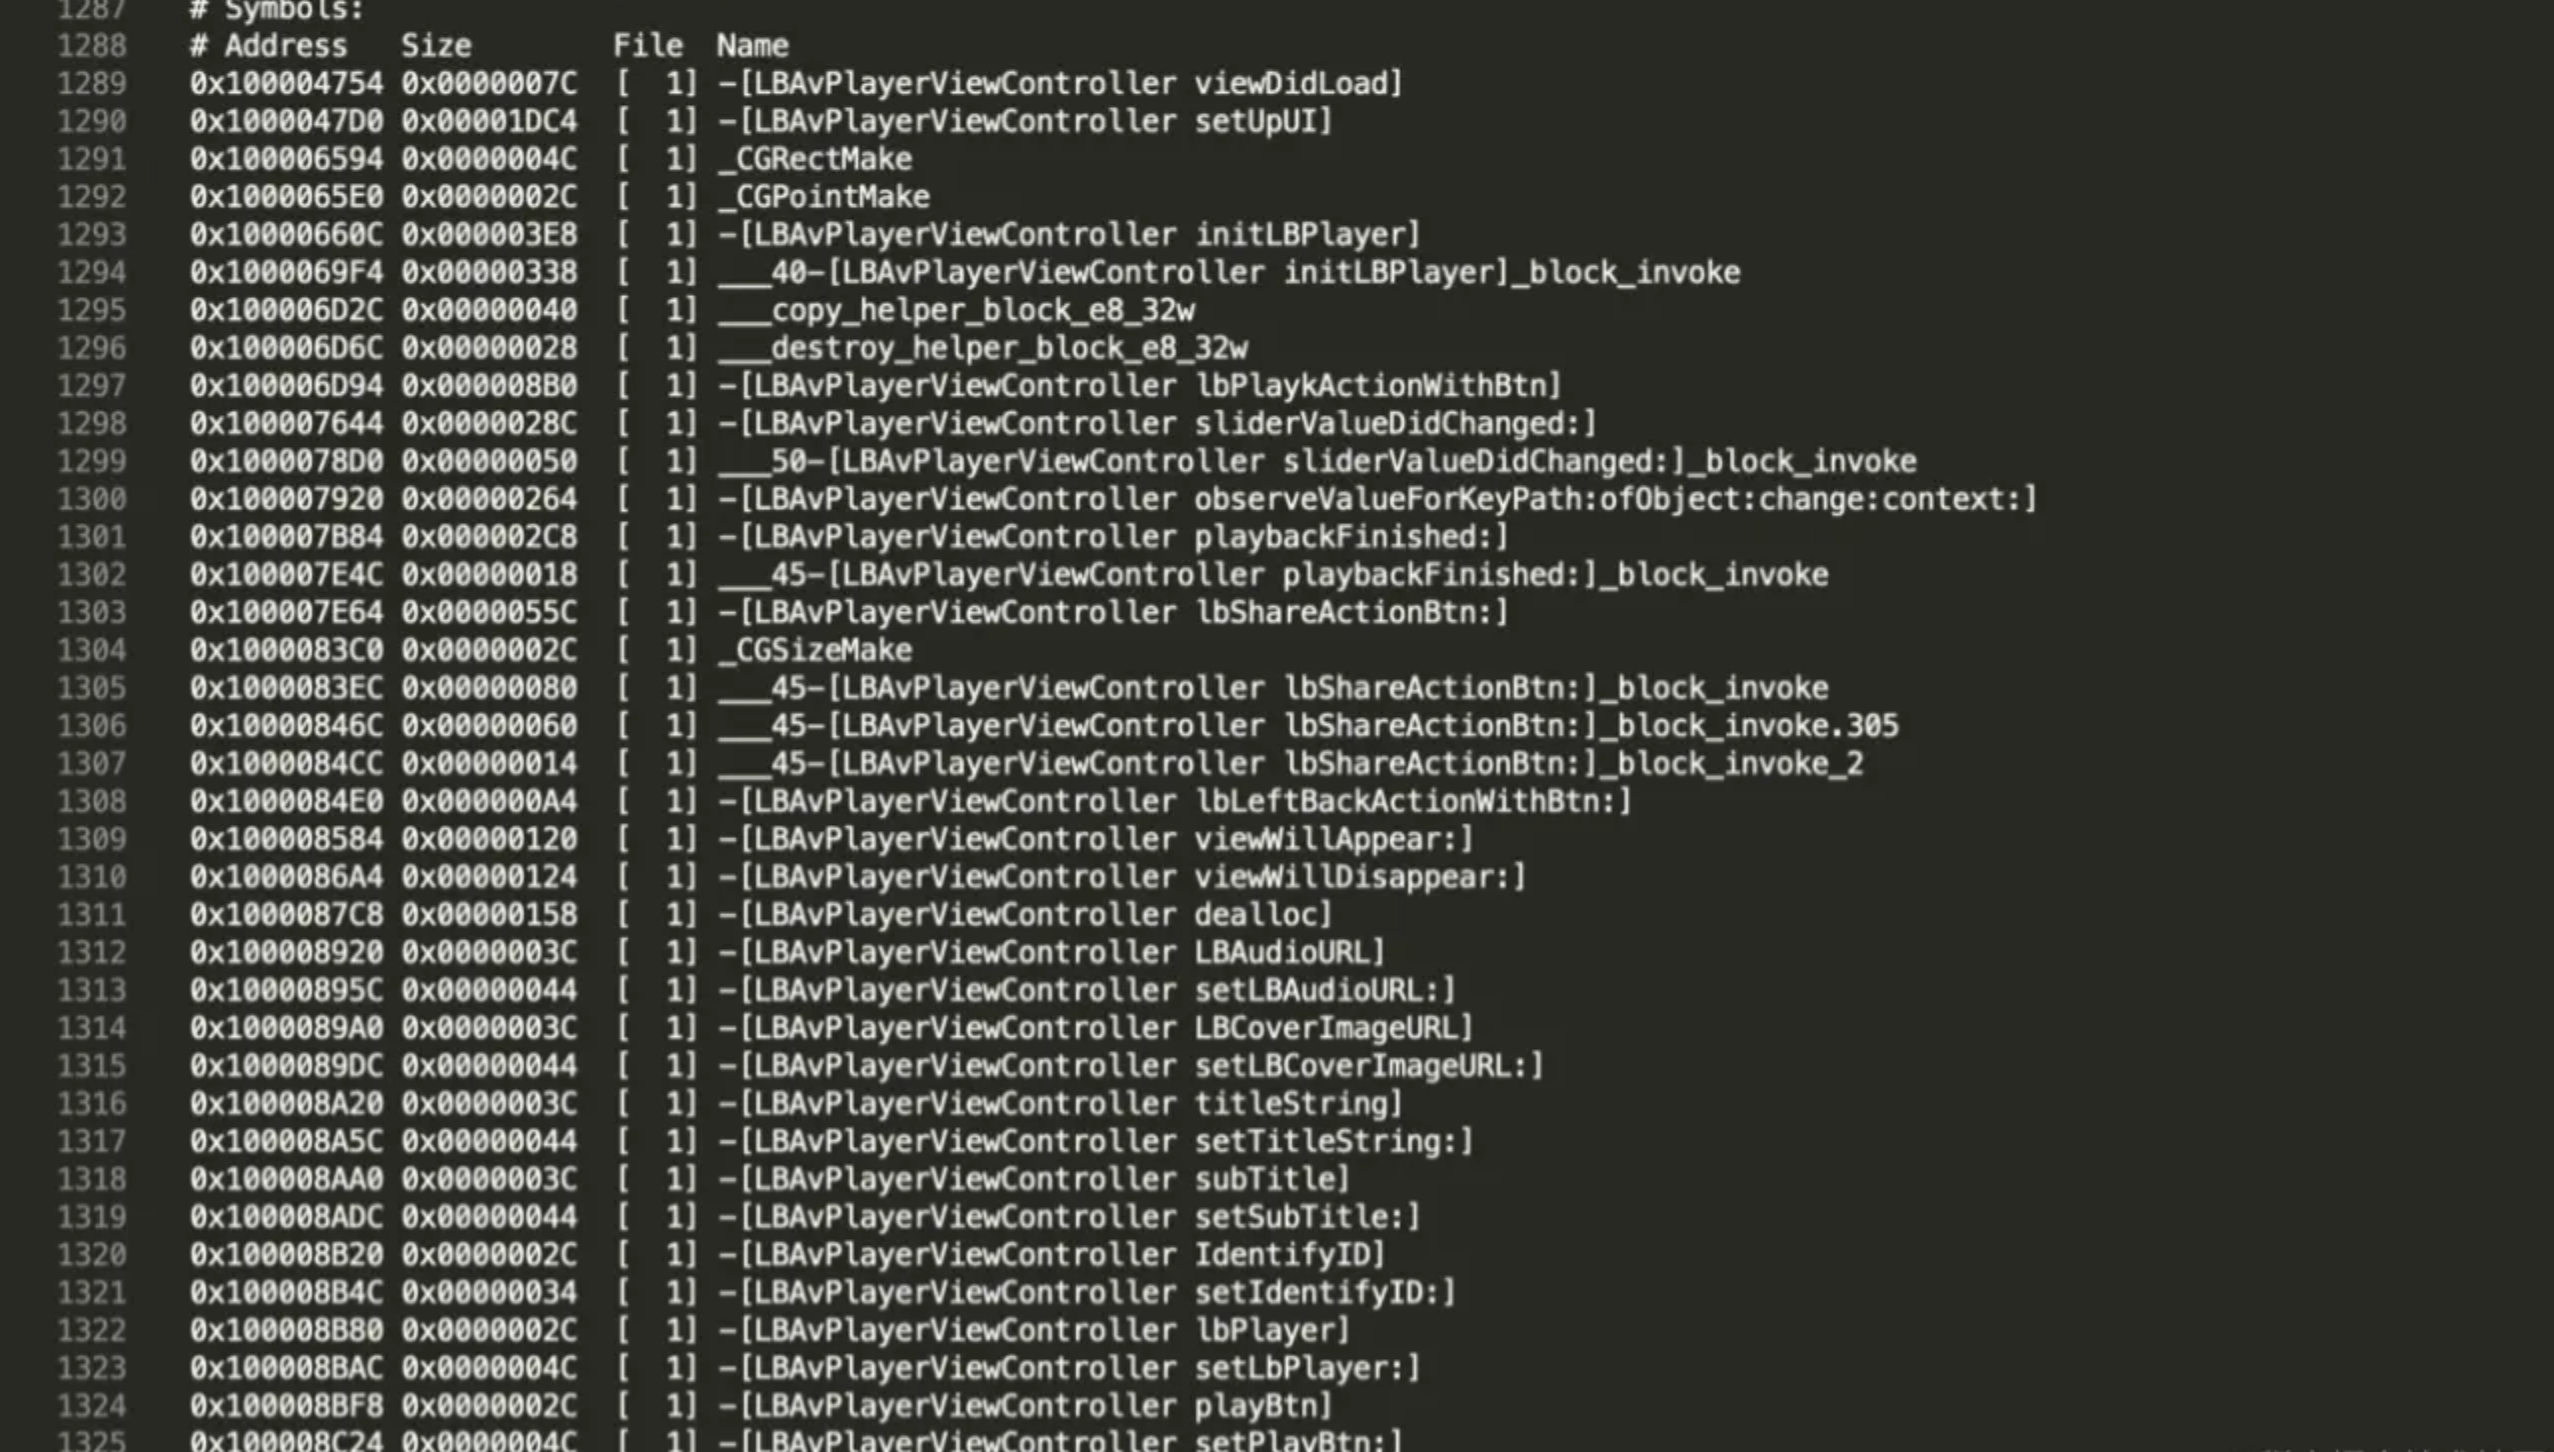 1287 # Symbols:
1288 # Address Size File Name
1289 0x100004754 0x0000007C [ 1] -[LBAvPlayerViewController viewDidLoad]
1290 0x1000047D0 0x00001DC4 [ 1] -[LBAvPlayerViewController setUpUI]
1291 0x100006594 0x0000004C [ 1] _CGRectMake
1292 0x1000065E0 0x0000002C [ 1] _CGPointMake
1293 0x10000660C 0x000003E8 [ 1] -[LBAvPlayerViewController initLBPlayer]
1294 0x1000069F4 0x00000338 [ 1] ___40-[LBAvPlayerViewController initLBPlayer]_block_invoke
1295 0x100006D2C 0x00000040 [ 1] ___copy_helper_block_e8_32w
1296 0x100006D6C 0x00000028 [ 1] ___destroy_helper_block_e8_32w
1297 0x100006D94 0x000008B0 [ 1] -[LBAvPlayerViewController lbPlaykActionWithBtn]
1298 0x100007644 0x0000028C [ 1] -[LBAvPlayerViewController sliderValueDidChanged:]
1299 0x1000078D0 0x00000050 [ 1] ___50-[LBAvPlayerViewController sliderValueDidChanged:]_block_invoke
1300 0x100007920 0x00000264 [ 1] -[LBAvPlayerViewController observeValueForKeyPath:ofObject:change:context:]
1301 0x100007B84 0x000002C8 [ 1] -[LBAvPlayerViewController playbackFinished:]
1302 0x100007E4C 0x00000018 [ 1] ___45-[LBAvPlayerViewController playbackFinished:]_block_invoke
1303 0x100007E64 0x0000055C [ 1] -[LBAvPlayerViewController lbShareActionBtn:]
1304 0x1000083C0 0x0000002C [ 1] _CGSizeMake
1305 0x1000083EC 0x00000080 [ 1] ___45-[LBAvPlayerViewController lbShareActionBtn:]_block_invoke
1306 0x10000846C 0x00000060 [ 1] ___45-[LBAvPlayerViewController lbShareActionBtn:]_block_invoke.305
1307 0x1000084CC 0x00000014 [ 1] ___45-[LBAvPlayerViewController lbShareActionBtn:]_block_invoke_2
1308 0x1000084E0 0x000000A4 [ 1] -[LBAvPlayerViewController lbLeftBackActionWithBtn:]
1309 0x100008584 0x00000120 [ 1] -[LBAvPlayerViewController viewWillAppear:]
1310 0x1000086A4 0x00000124 [ 1] -[LBAvPlayerViewController viewWillDisappear:]
1311 0x1000087C8 0x00000158 [ 1] -[LBAvPlayerViewController dealloc]
1312 0x100008920 0x0000003C [ 1] -[LBAvPlayerViewController LBAudioURL]
1313 0x10000895C 0x00000044 [ 1] -[LBAvPlayerViewController setLBAudioURL:]
1314 0x1000089A0 0x0000003C [ 1] -[LBAvPlayerViewController LBCoverImageURL]
1315 0x1000089DC 0x00000044 [ 1] -[LBAvPlayerViewController setLBCoverImageURL:]
1316 0x100008A20 0x0000003C [ 1] -[LBAvPlayerViewController titleString]
1317 0x100008A5C 0x00000044 [ 1] -[LBAvPlayerViewController setTitleString:]
1318 0x100008AA0 0x0000003C [ 1] -[LBAvPlayerViewController subTitle]
1319 0x100008ADC 0x00000044 [ 1] -[LBAvPlayerViewController setSubTitle:]
1320 0x100008B20 0x0000002C [ 1] -[LBAvPlayerViewController IdentifyID]
1321 0x100008B4C 0x00000034 [ 1] -[LBAvPlayerViewController setIdentifyID:]
1322 0x100008B80 0x0000002C [ 1] -[LBAvPlayerViewController lbPlayer]
1323 0x100008BAC 0x0000004C [ 1] -[LBAvPlayerViewController setLbPlayer:]
1324 0x100008BF8 0x0000002C [ 1] -[LBAvPlayerViewController playBtn]
1325 0x100008C24 0x0000004C [ 1] -[LBAvPlayerViewController setPlayBtn:]